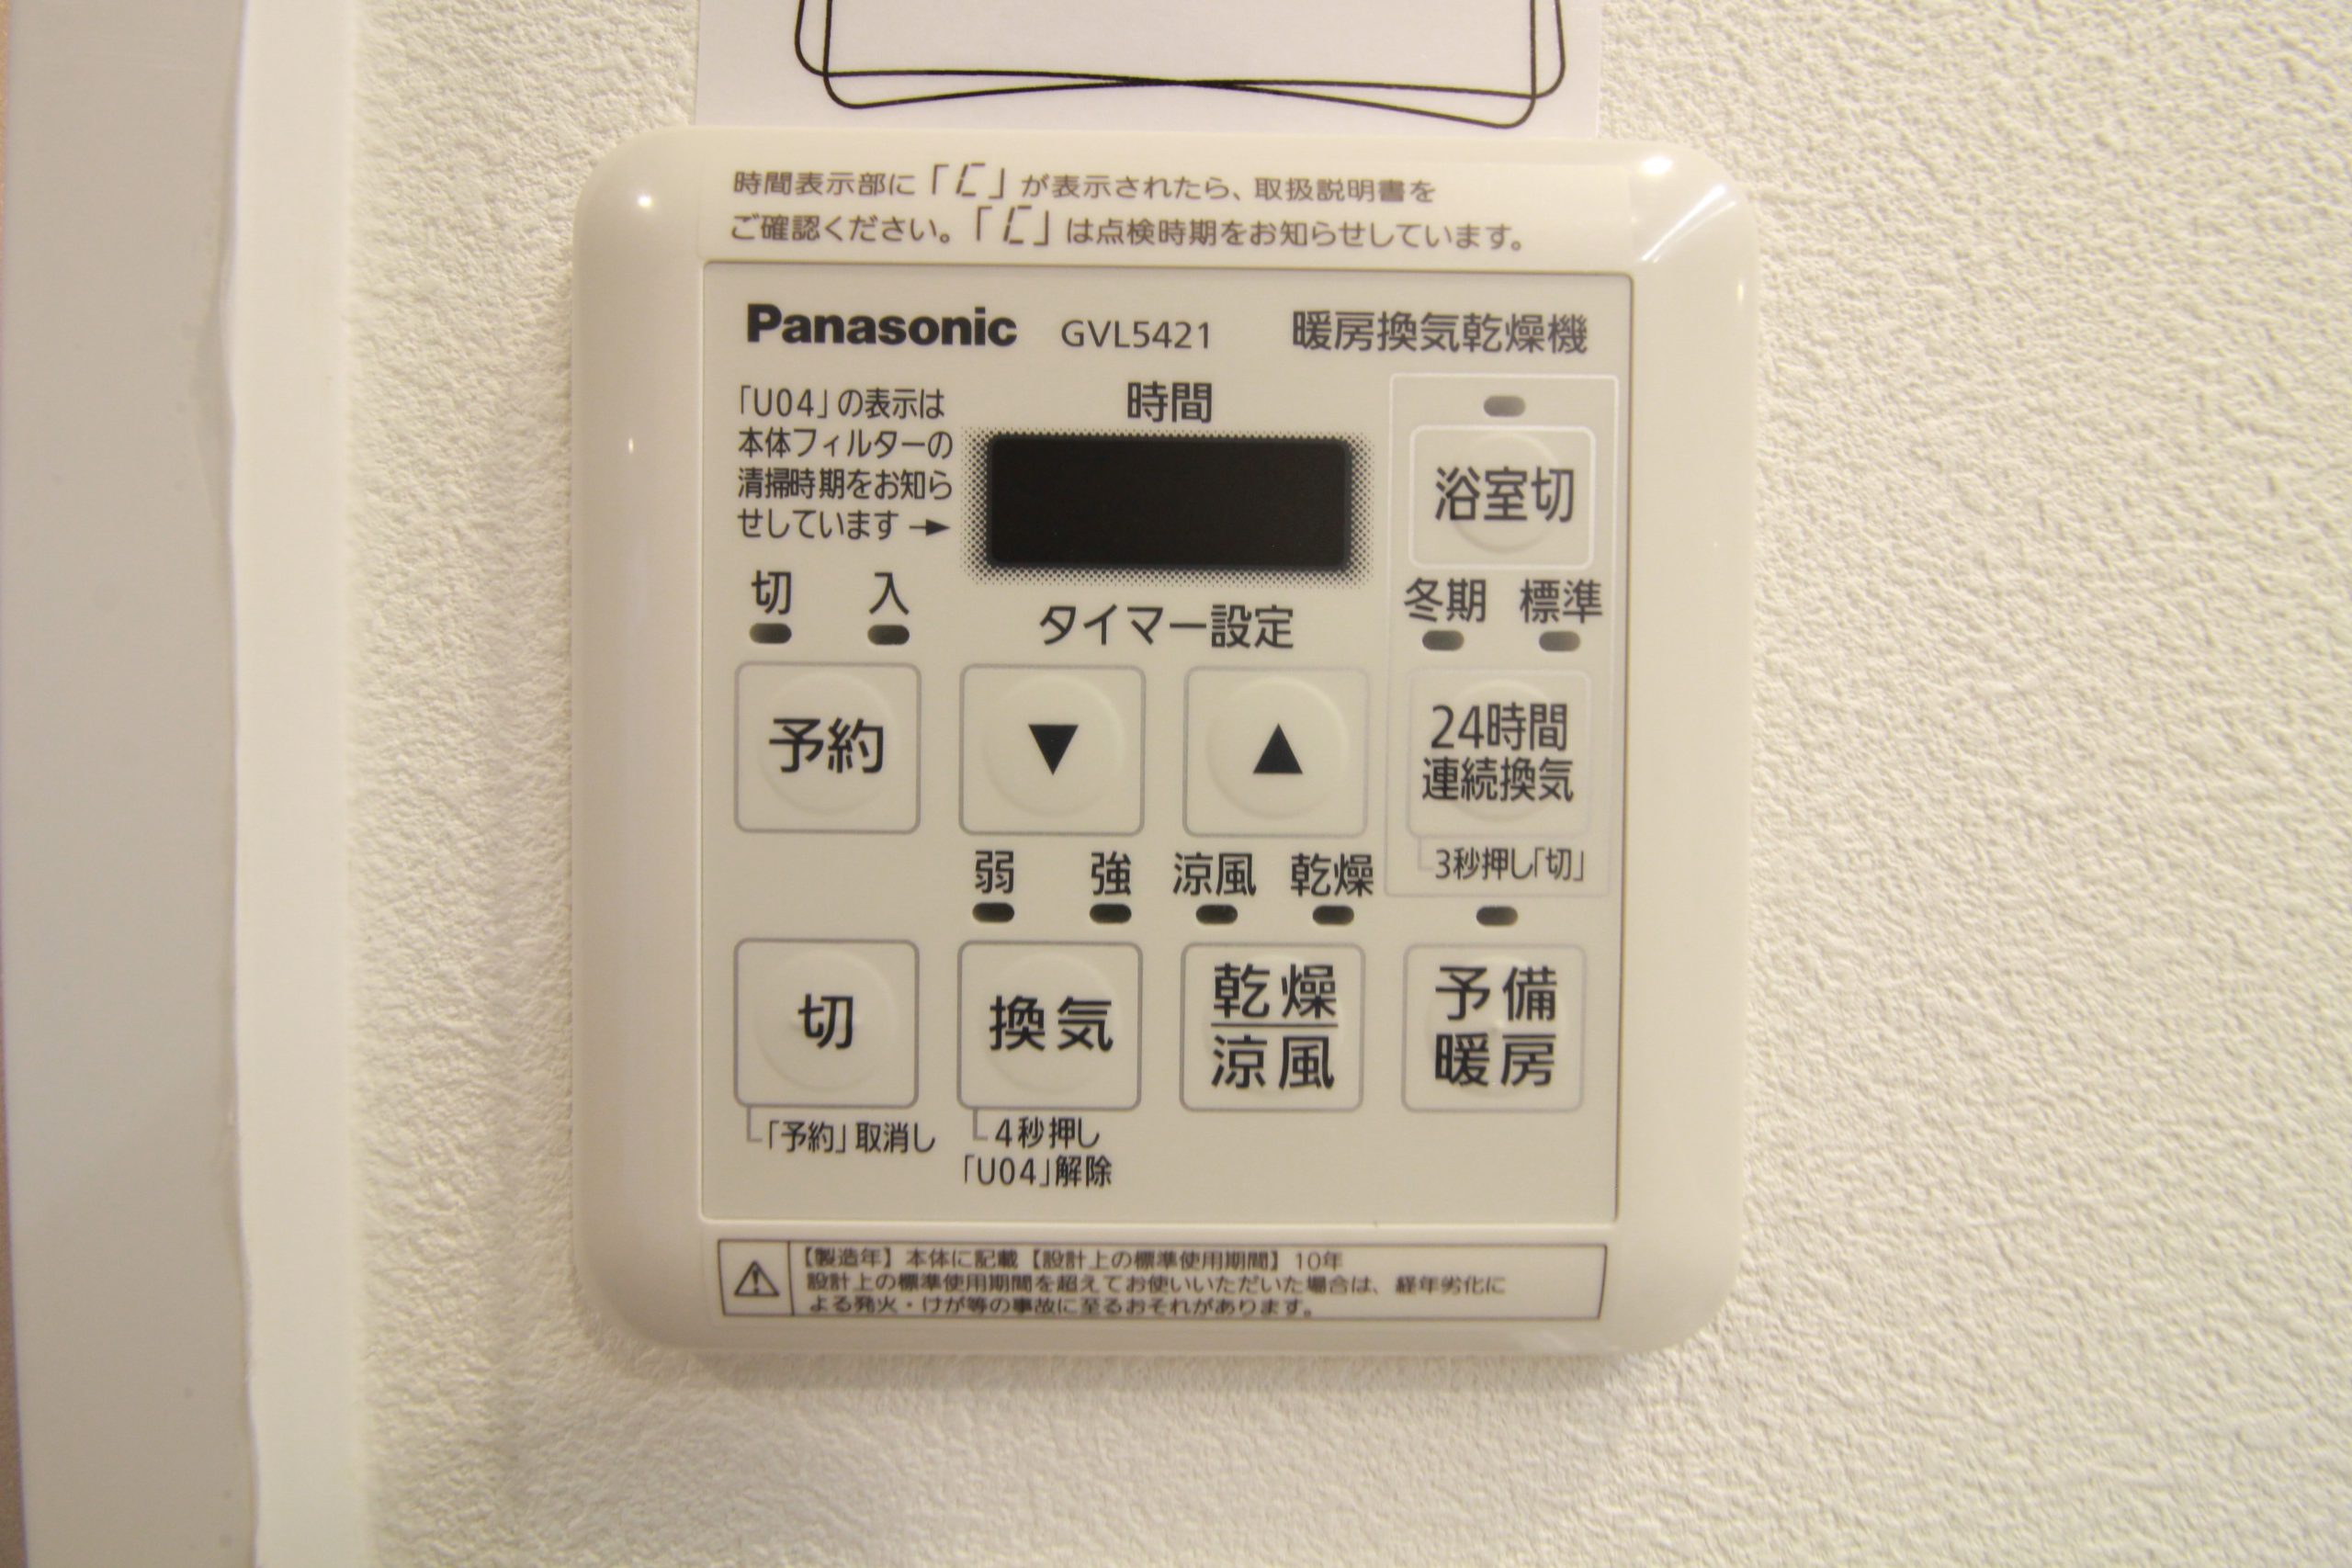 時間表示部に「C」が表示されたら、取扱説明書を
ご確認ください。「C」は点検時期をお知らせしています。
Panasonic GVL5421 暖房換気乾燥機
「U04」の表示は
本体フィルターの
清掃時期をお知ら
せしています→
時間
浴室切
切 入
タイマー設定
冬期 標準
予約 ▼ ▲
24時間
連続換気
3秒押し「切」
弱 強 涼風 乾燥
切
換気
乾燥
涼風
予備
暖房
「予約」取消し
4秒押し
「U04」解除
【製造年】本体に記載【設計上の標準使用期間】10年
設計上の標準使用期間を超えてお使いいただいた場合は、経年劣化に
よる発火・けが等の事故に至るおそれがあります。